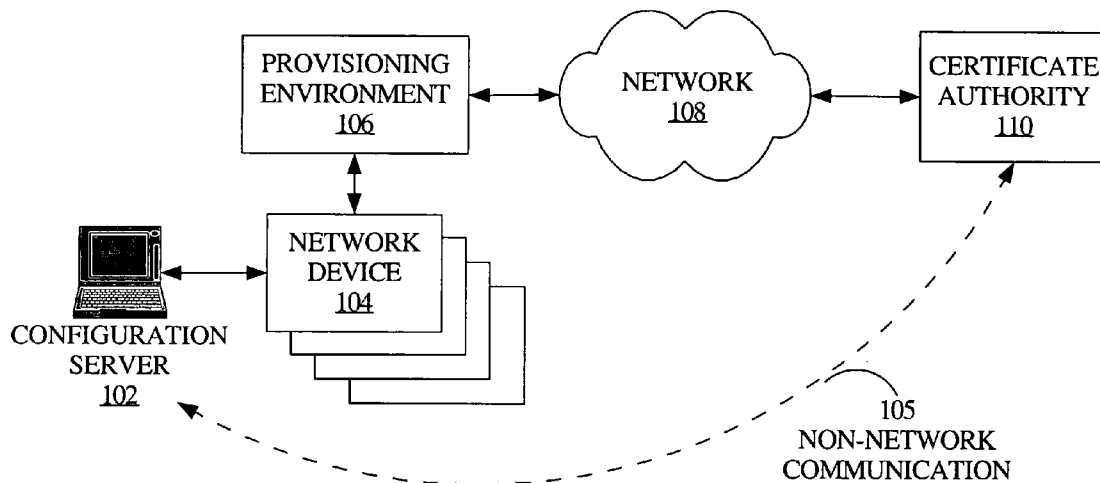 PROVISIONING
ENVIRONMENT
106
NETWORK
108
CERTIFICATE
AUTHORITY
110
NETWORK
DEVICE
104
CONFIGURATION
SERVER
102
105
NON-NETWORK
COMMUNICATION